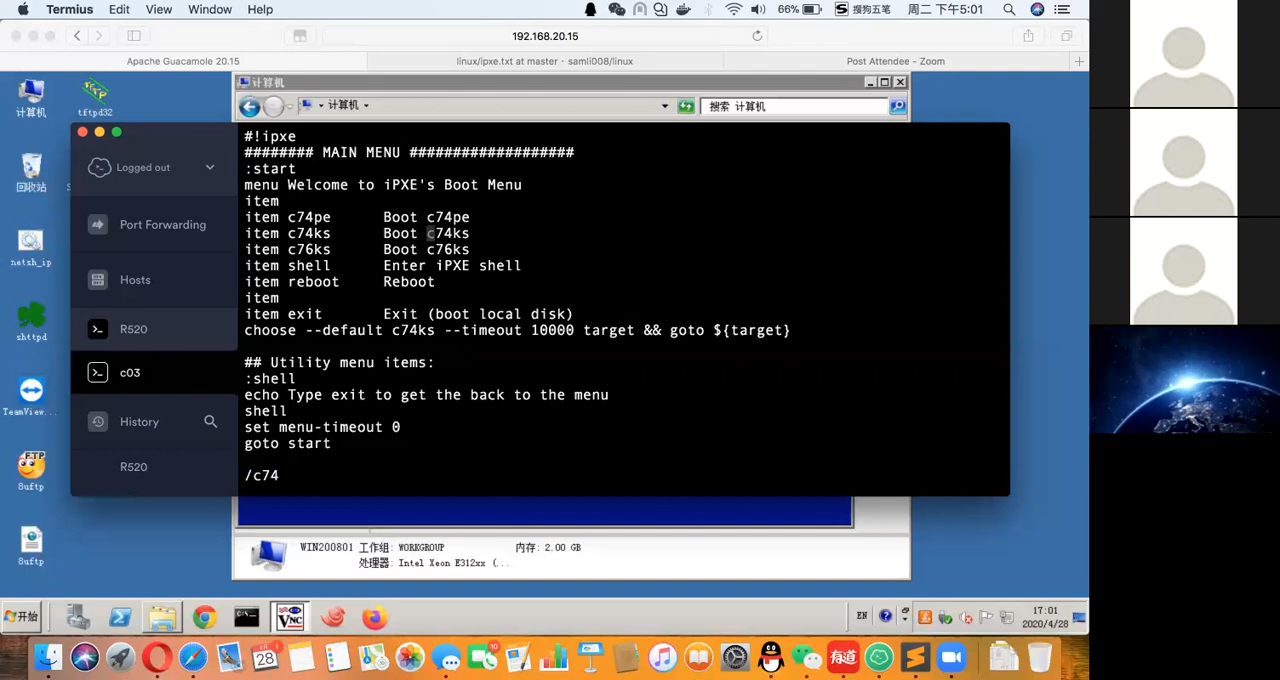 Termius Edit View Window Help
66% 搜狗五笔 周二 下午5:01
192.168.20.15
Apache Guacamole 20.15
linux/ipxe.txt at master - samli008/linux
Post Attendee - Zoom
计算机
tftpd32
计算机
计算机
搜索 计算机
回收站
netsh_ip
shttpd
TeamView...
8uftp
8uftp
Logged out
Port Forwarding
Hosts
R520
c03
History
R520
#!ipxe
######## MAIN MENU ###################
:start
menu Welcome to iPXE's Boot Menu
item
item c74pe Boot c74pe
item c74ks Boot c74ks
item c76ks Boot c76ks
item shell Enter iPXE shell
item reboot Reboot
item
item exit Exit (boot local disk)
choose --default c74ks --timeout 10000 target && goto ${target}
## Utility menu items:
:shell
echo Type exit to get the back to the menu
shell
set menu-timeout 0
goto start
/c74
WIN200801 工作组: WORKGROUP 内存: 2.00 GB
处理器: Intel Xeon E312xx (...
开始
EN
17:01
2020/4/28
28
有道